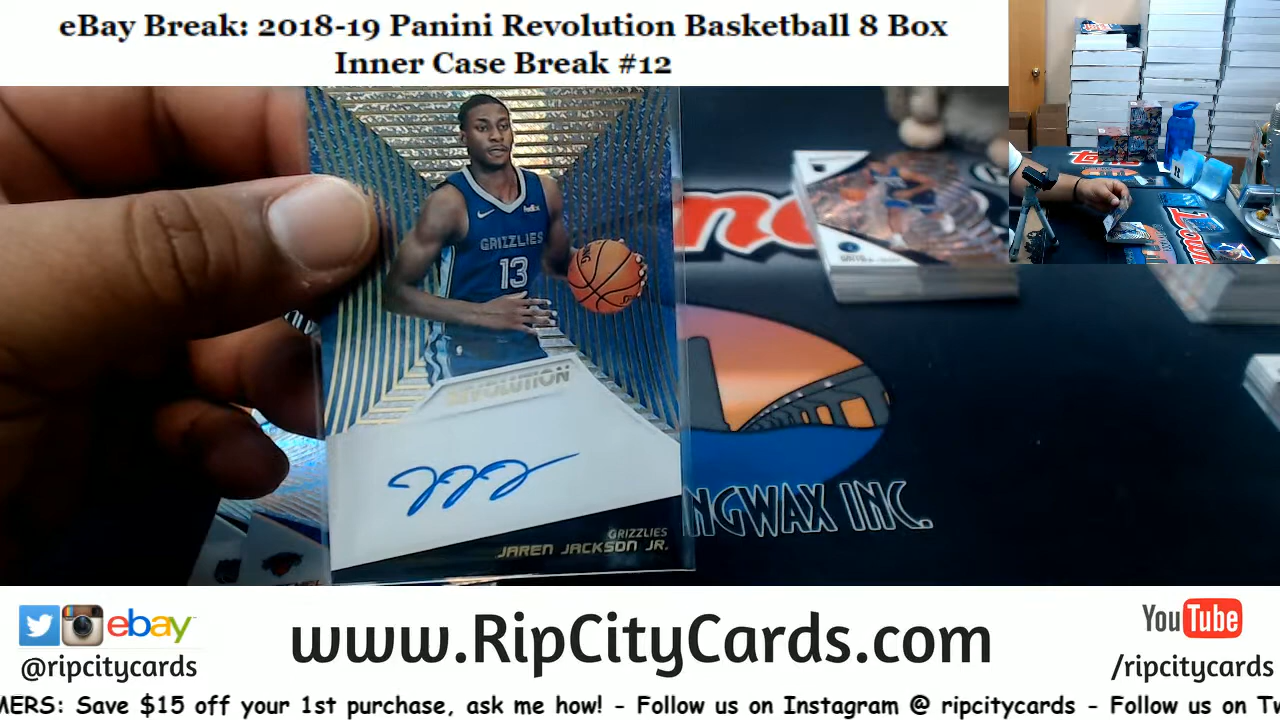 eBay Break: 2018-19 Panini Revolution Basketball 8 Box
Inner Case Break #12
GRIZZLIES
13
REVOLUTION
GRIZZLIES
JAREN JACKSON JR.
NGWAX INC.
ebay
@ripcitycards
www.RipCityCards.com
YouTube
/ripcitycards
MERS: Save $15 off your 1st purchase, ask me how! - Follow us on Instagram @ ripcitycards - Follow us on Tw